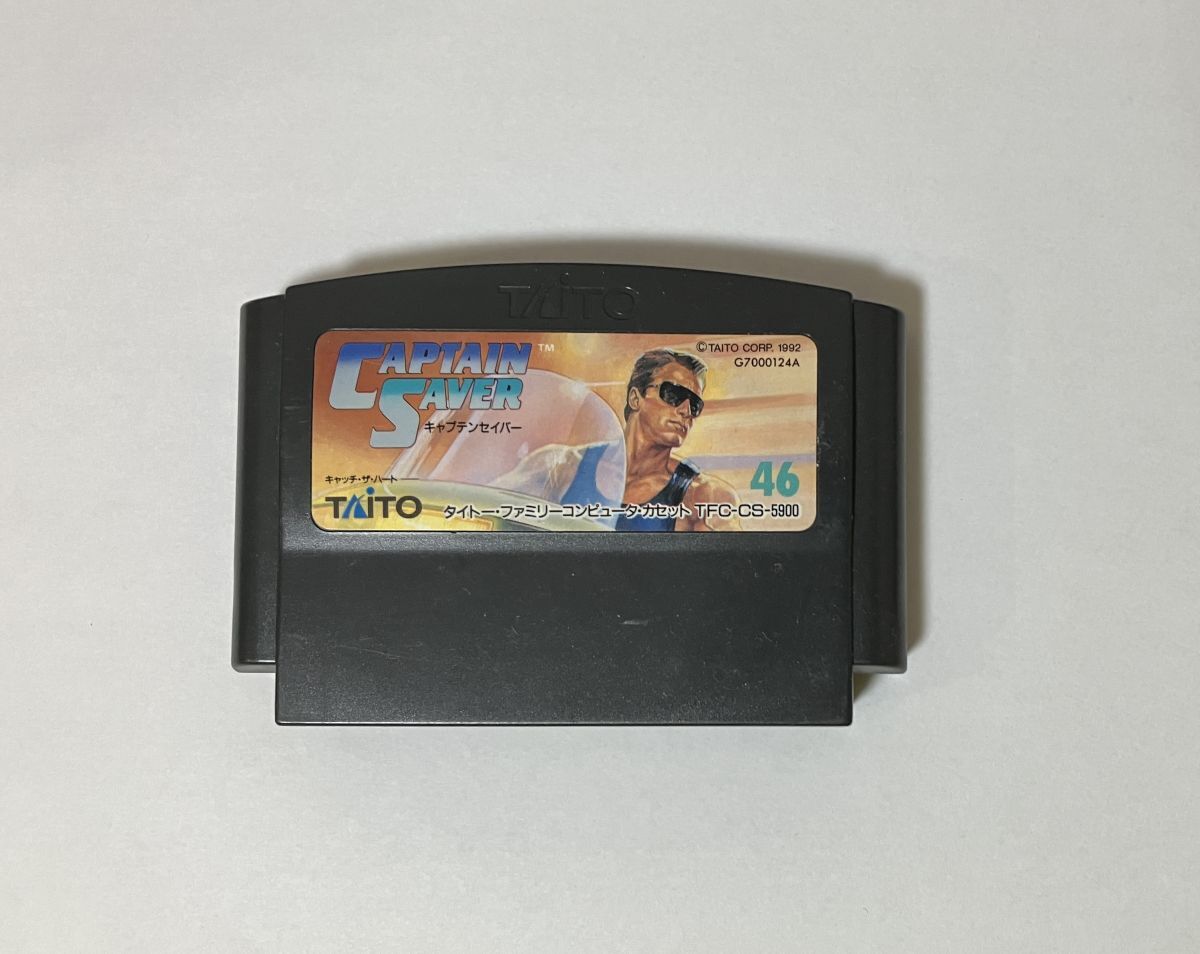 TAITO
CAPTAIN SAVER™
キャプテンセイバー
©TAITO CORP. 1992
G7000124A
46
キャッチ・ザ・ハート
TAITO
タイトー・ファミリーコンピュータ・カセット TFC-CS-5900